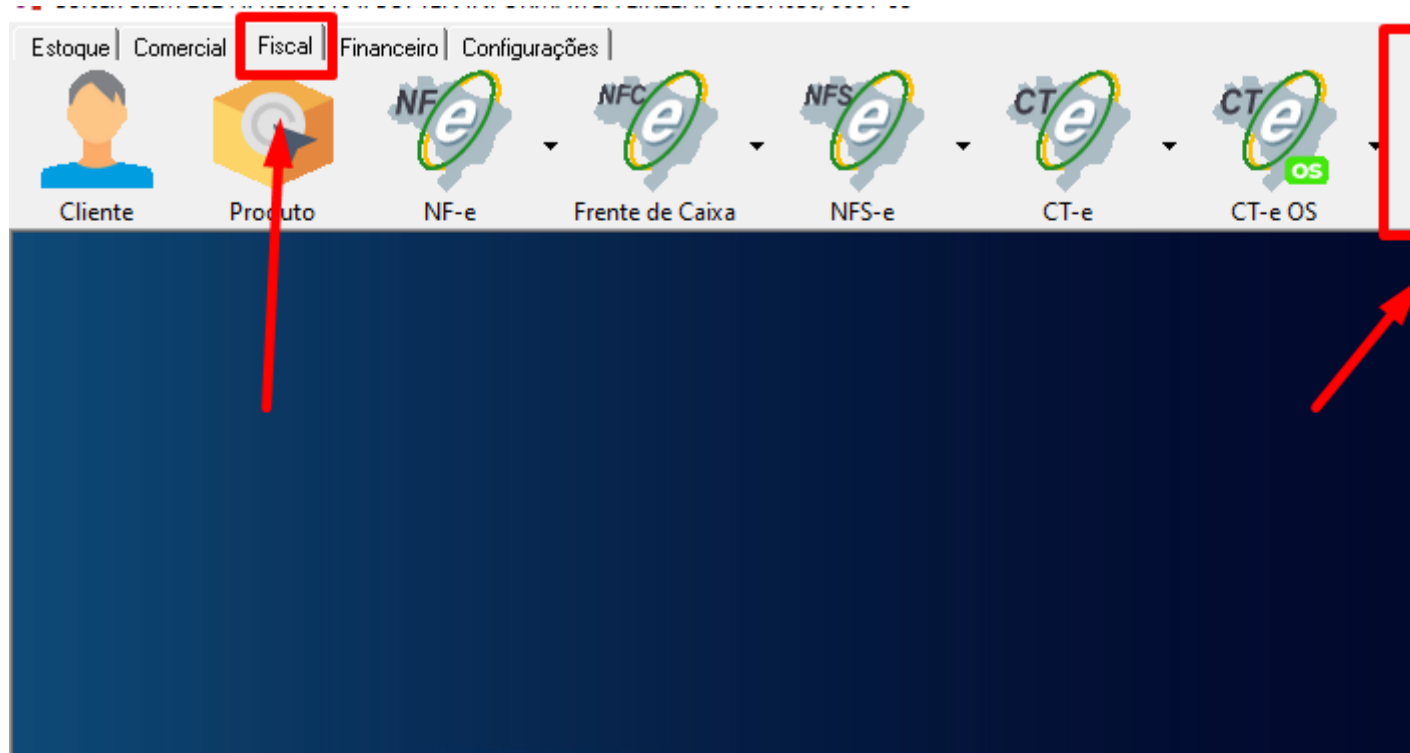 Estoque Comercial Fiscal Financeiro Configurações
NF e NFC e NFS e CT e CT e os
Cliente Produto NF-e Frente de Caixa NFS-e CT-e CT-e OS